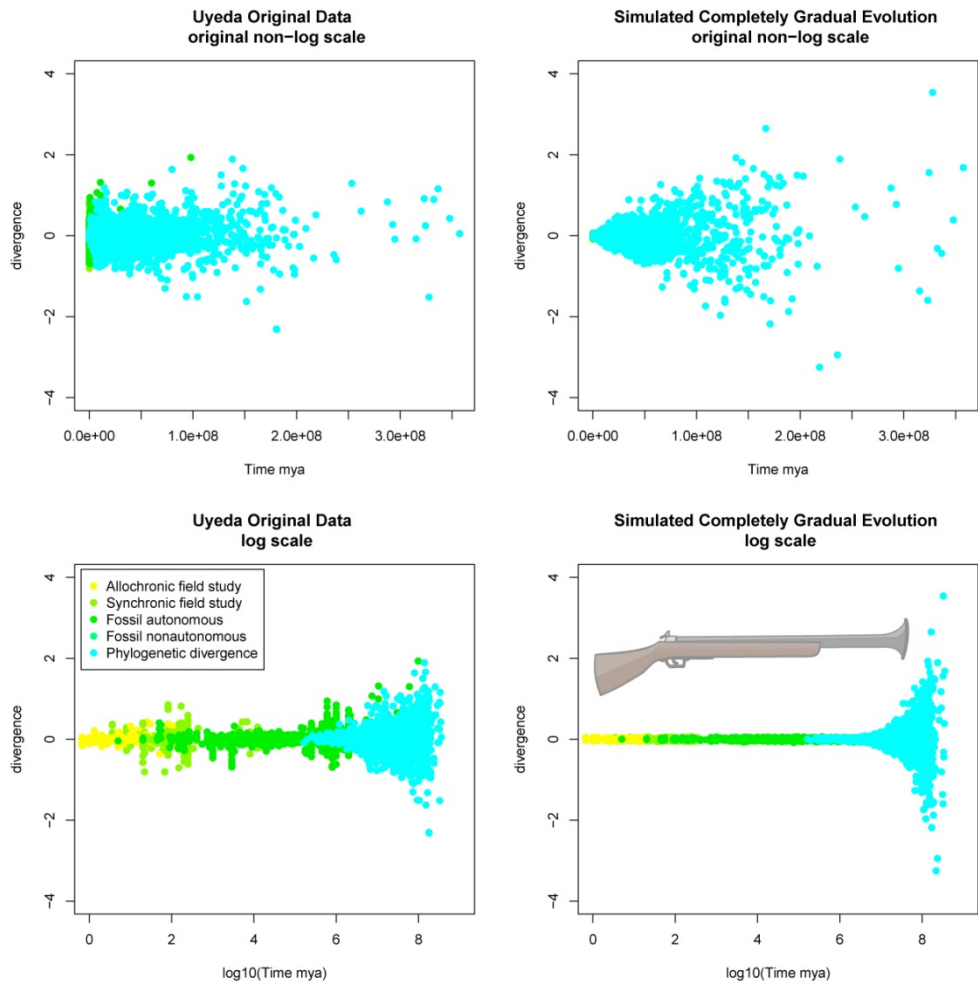 Uyeda Original Data
original non−log scale
divergence
4
2
0
−2
−4
0.0e+00 1.0e+08 2.0e+08 3.0e+08
Time mya
Simulated Completely Gradual Evolution
original non−log scale
divergence
4
2
0
−2
−4
0.0e+00 1.0e+08 2.0e+08 3.0e+08
Time mya
Uyeda Original Data
log scale
Allochronic field study
Synchronic field study
Fossil autonomous
Fossil nonautonomous
Phylogenetic divergence
divergence
4
2
0
−2
−4
0 2 4 6 8
log10(Time mya)
Simulated Completely Gradual Evolution
log scale
divergence
4
2
0
−2
−4
0 2 4 6 8
log10(Time mya)